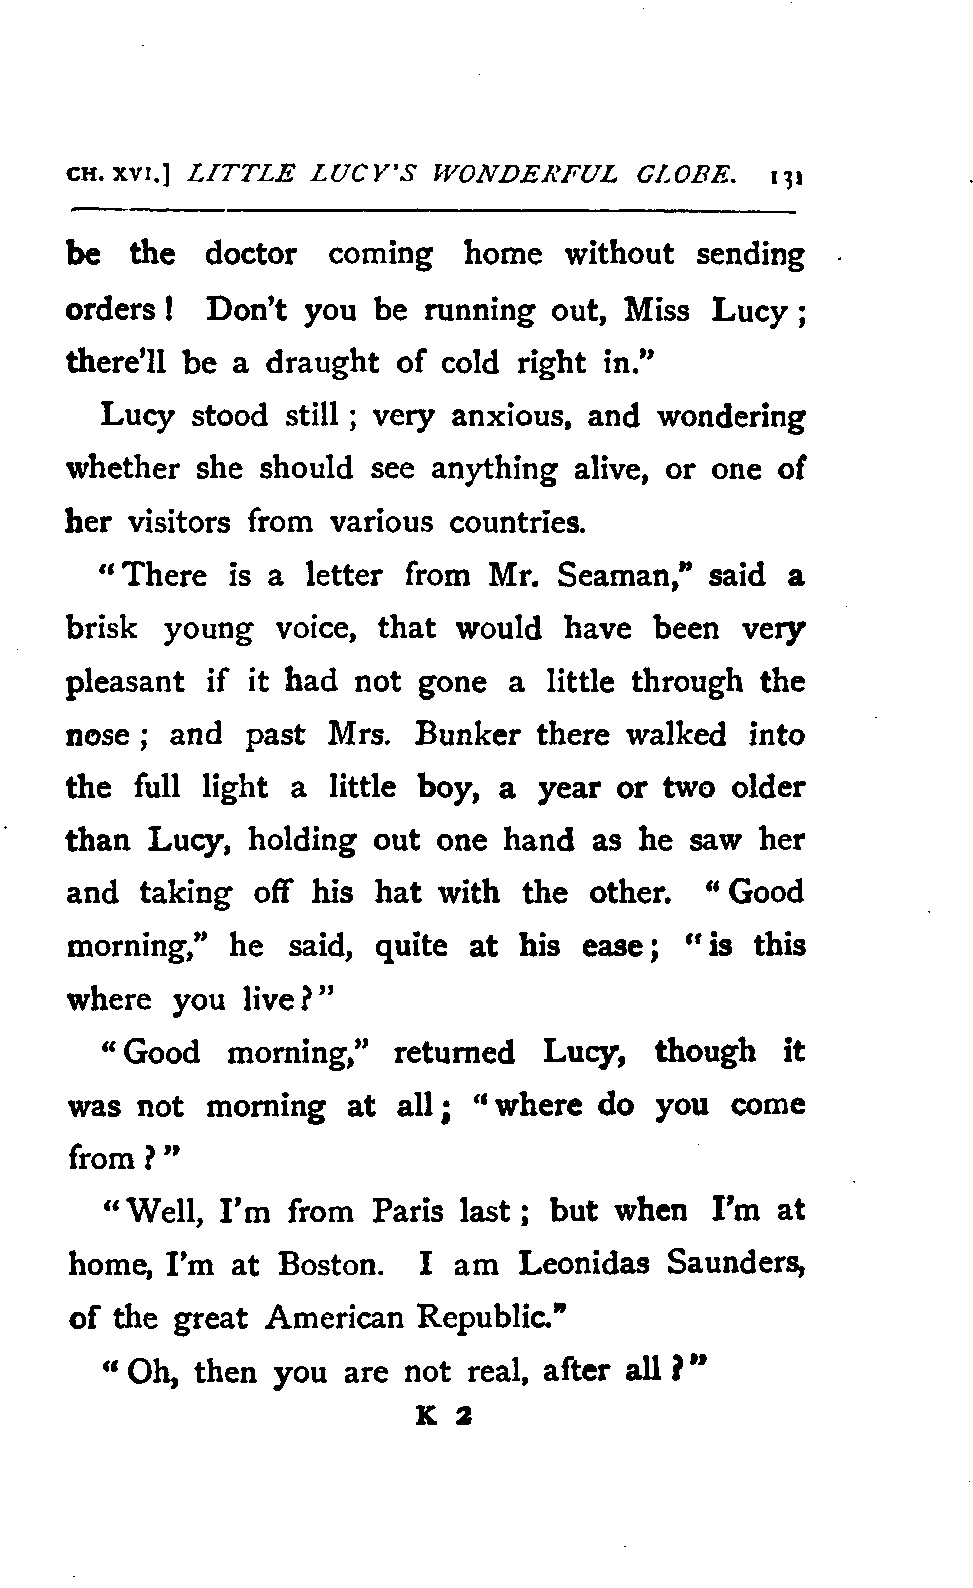 CH. XVI.] LITTLE LUCY'S WONDERFUL GLOBE. 131
be the doctor coming home without sending
orders! Don't you be running out, Miss Lucy;
there'll be a draught of cold right in."
Lucy stood still; very anxious, and wondering
whether she should see anything alive, or one of
her visitors from various countries.
"There is a letter from Mr. Seaman," said a
brisk young voice, that would have been very
pleasant if it had not gone a little through the
nose; and past Mrs. Bunker there walked into
the full light a little boy, a year or two older
than Lucy, holding out one hand as he saw her
and taking off his hat with the other. "Good
morning," he said, quite at his ease; "is this
where you live?"
"Good morning," returned Lucy, though it
was not morning at all; "where do you come
from?"
"Well, I'm from Paris last; but when I'm at
home, I'm at Boston. I am Leonidas Saunders,
of the great American Republic."
"Oh, then you are not real, after all?"
K 2